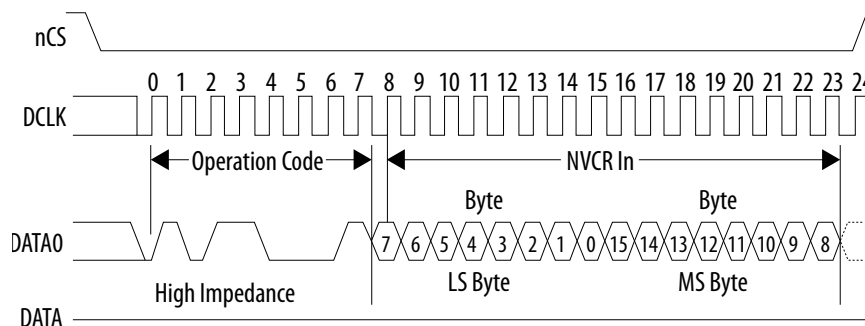 nCS
0 1 2 3 4 5 6 7 8 9 10 11 12 13 14 15 16 17 18 19 20 21 22 23 24
DCLK
Operation Code NVCR In
Byte Byte
DATA0 7 6 5 4 3 2 1 0 15 14 13 12 11 10 9 8
High Impedance LS Byte MS Byte
DATA